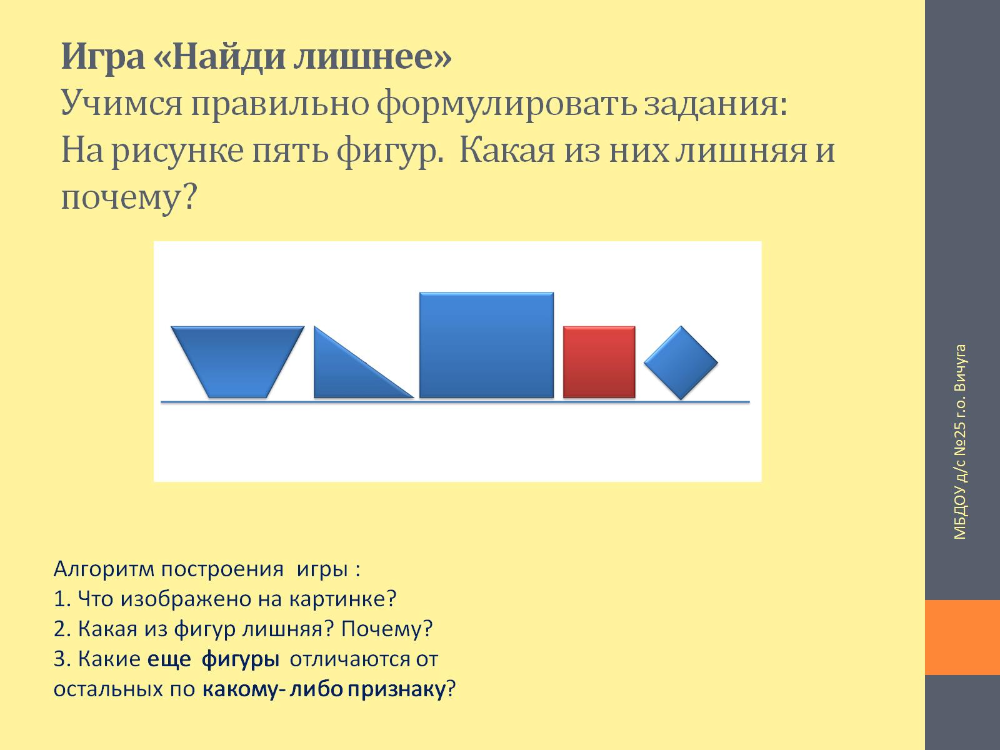 Игра «Найди лишнее»
Учимся правильно формулировать задания:
На рисунке пять фигур. Какая из них лишняя и
почему?
Алгоритм построения игры :
1. Что изображено на картинке?
2. Какая из фигур лишняя? Почему?
3. Какие еще фигуры отличаются от
остальных по какому- либо признаку?
МБДОУ д/с №25 г.о. Вичуга